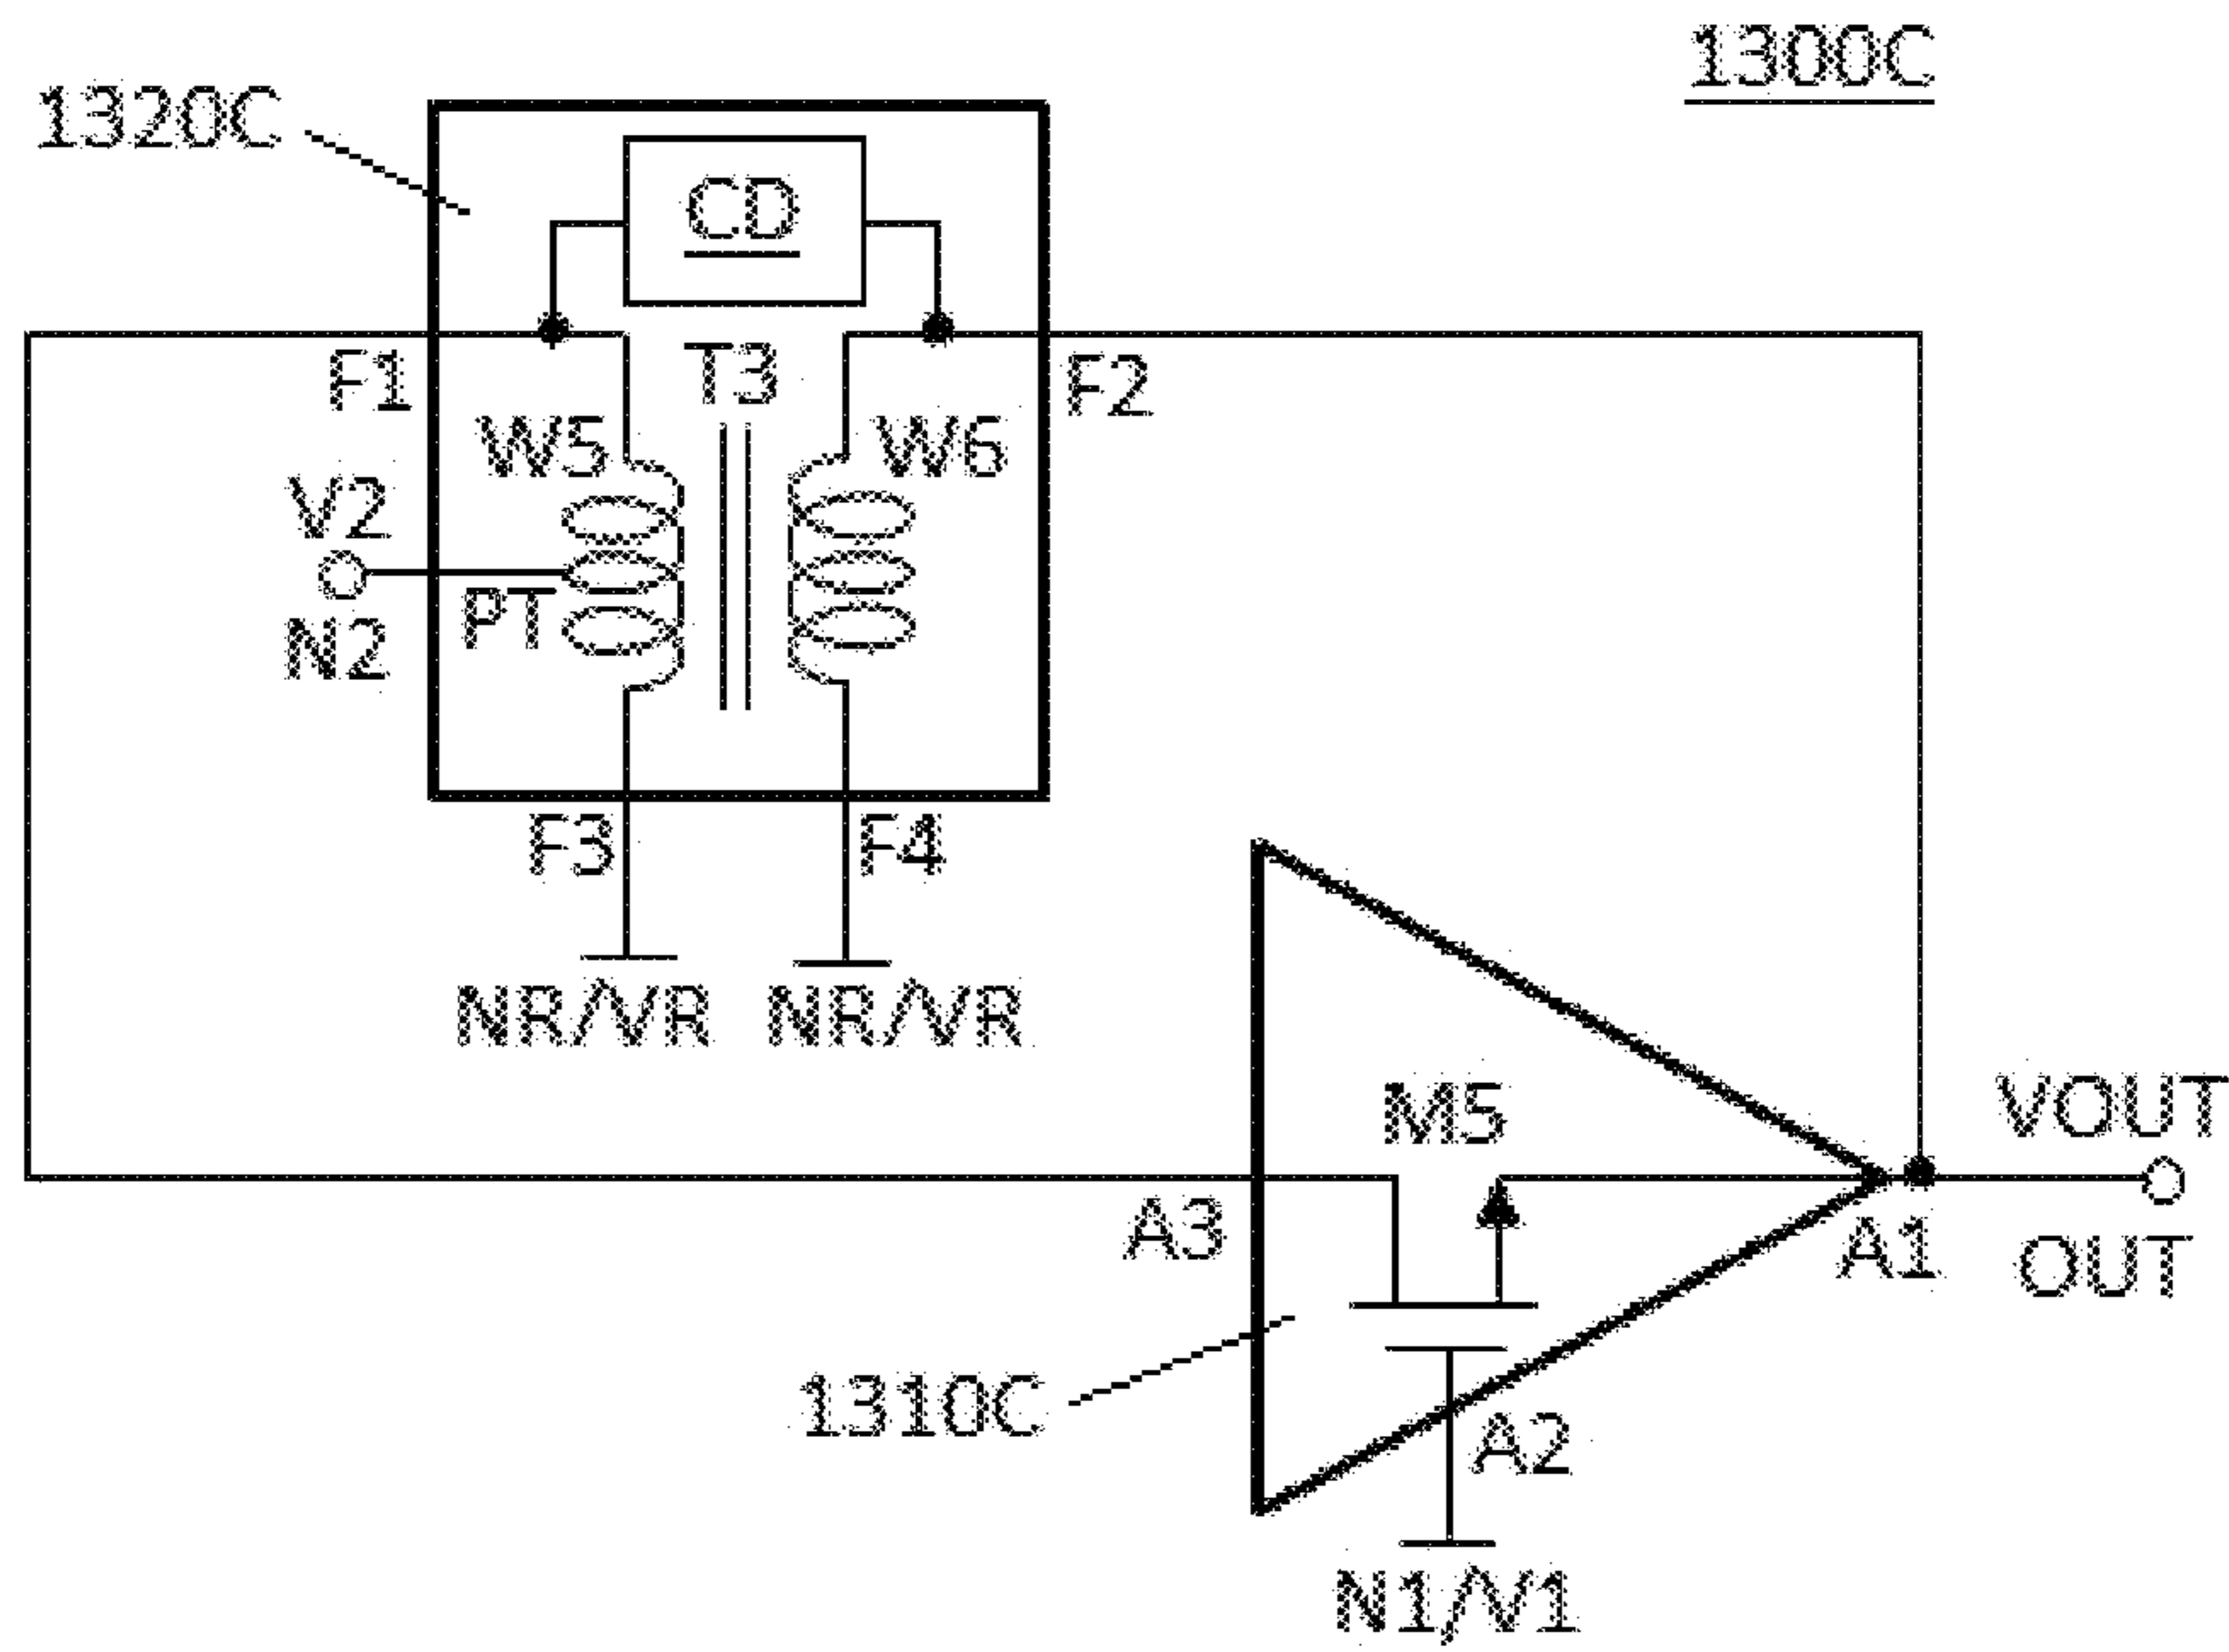 1300C
1320C
CD
F1
T3
F2
W5
W6
V2
PT
N2
F3
F4
NR/VR
NR/VR
M5
VOUT
A3
A1
OUT
1310C
A2
N1/V1